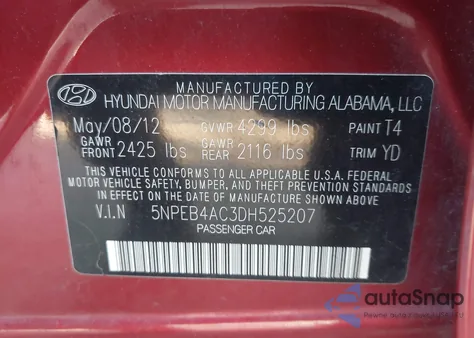 MANUFACTURED BY
HYUNDAI MOTOR MANUFACTURING ALABAMA, LLC
May/08/12 GVWR 4299 lbs PAINT T4
GAWR FRONT 2425 lbs GAWR REAR 2116 lbs TRIM YD
THIS VEHICLE CONFORMS TO ALL APPLICABLE U.S. FEDERAL
MOTOR VEHICLE SAFETY, BUMPER, AND THEFT PREVENTION STANDARDS
IN EFFECT ON THE DATE OF MANUFACTURE SHOWN ABOVE.
V.I.N 5NPEB4AC3DH525207
PASSENGER CAR
autoSnap